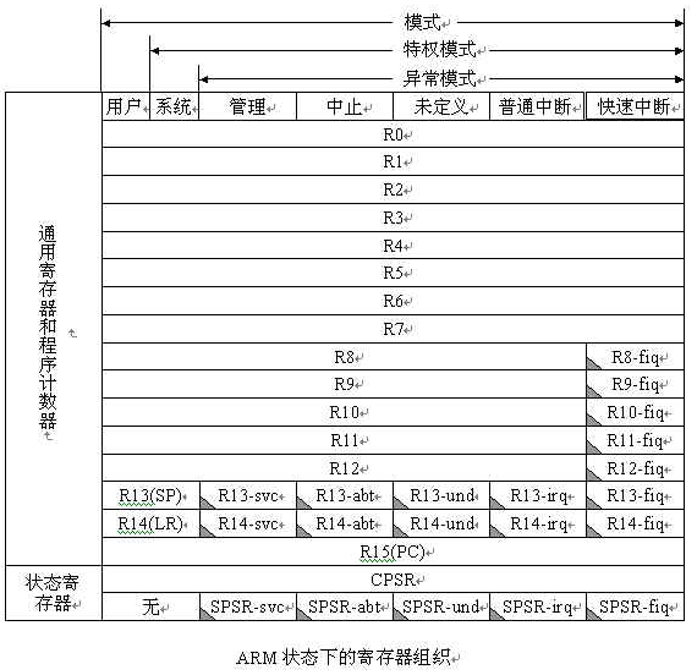 模式
特权模式
异常模式
用户 系统 管理 中止 未定义 普通中断 快速中断
通用寄存器和程序计数器
R0
R1
R2
R3
R4
R5
R6
R7
R8 R8-fiq
R9 R9-fiq
R10 R10-fiq
R11 R11-fiq
R12 R12-fiq
R13(SP) R13-svc R13-abt R13-und R13-irq R13-fiq
R14(LR) R14-svc R14-abt R14-und R14-irq R14-fiq
R15(PC)
状态寄
存器
CPSR
无 SPSR-svc SPSR-abt SPSR-und SPSR-irq SPSR-fiq
ARM 状态下的寄存器组织